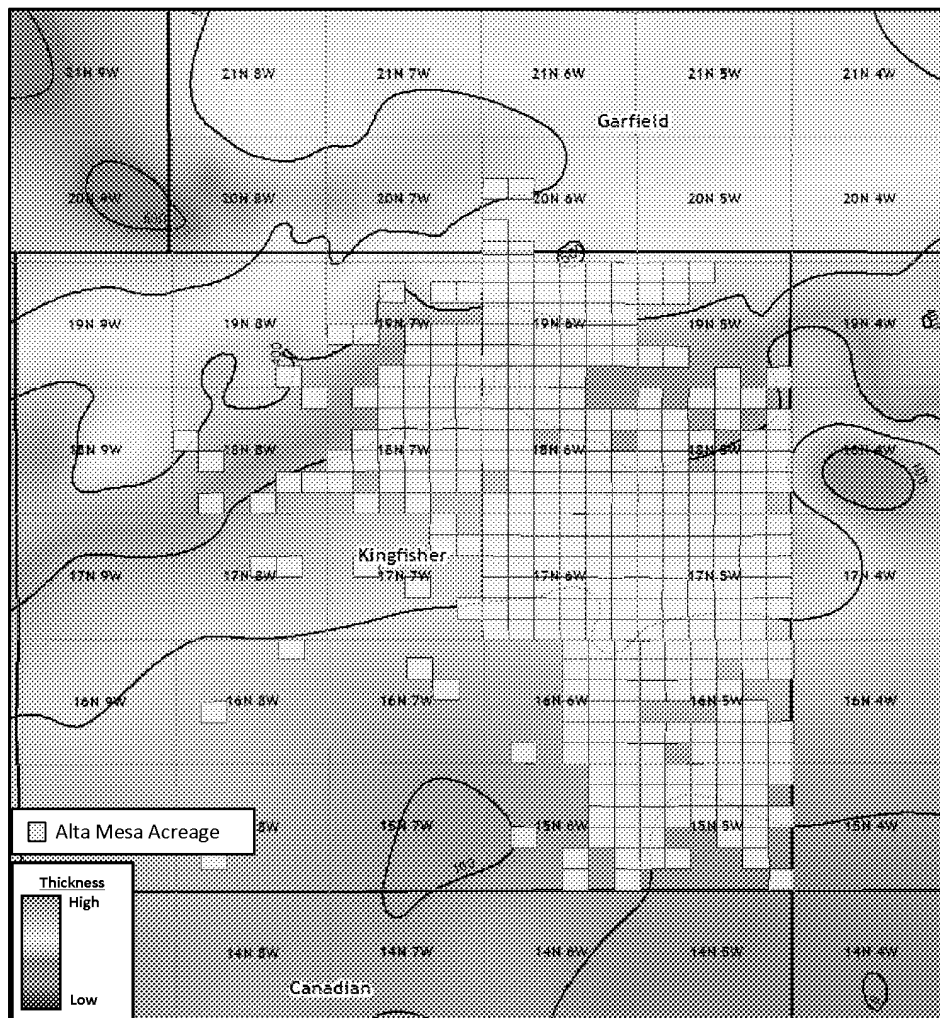 21N 9W 21N 8W 21N 7W 21N 6W 21N 5W 21N 4W
Garfield
20N 9W 20N 8W 20N 7W 20N 6W 20N 5W 20N 4W
19N 9W 19N 8W 19N 7W 19N 6W 19N 5W 19N 4W
18N 9W 18N 8W 18N 7W 18N 6W 18N 5W 18N 4W
Kingfisher
17N 9W 17N 8W 17N 7W 17N 6W 17N 5W 17N 4W
16N 9W 16N 8W 16N 7W 16N 6W 16N 5W 16N 4W
Alta Mesa Acreage
8W 15N 7W 15N 6W 15N 5W 15N 4W
Thickness
High
Low
14N 8W 14N 7W 14N 6W 14N 5W 14N 4W
Canadian